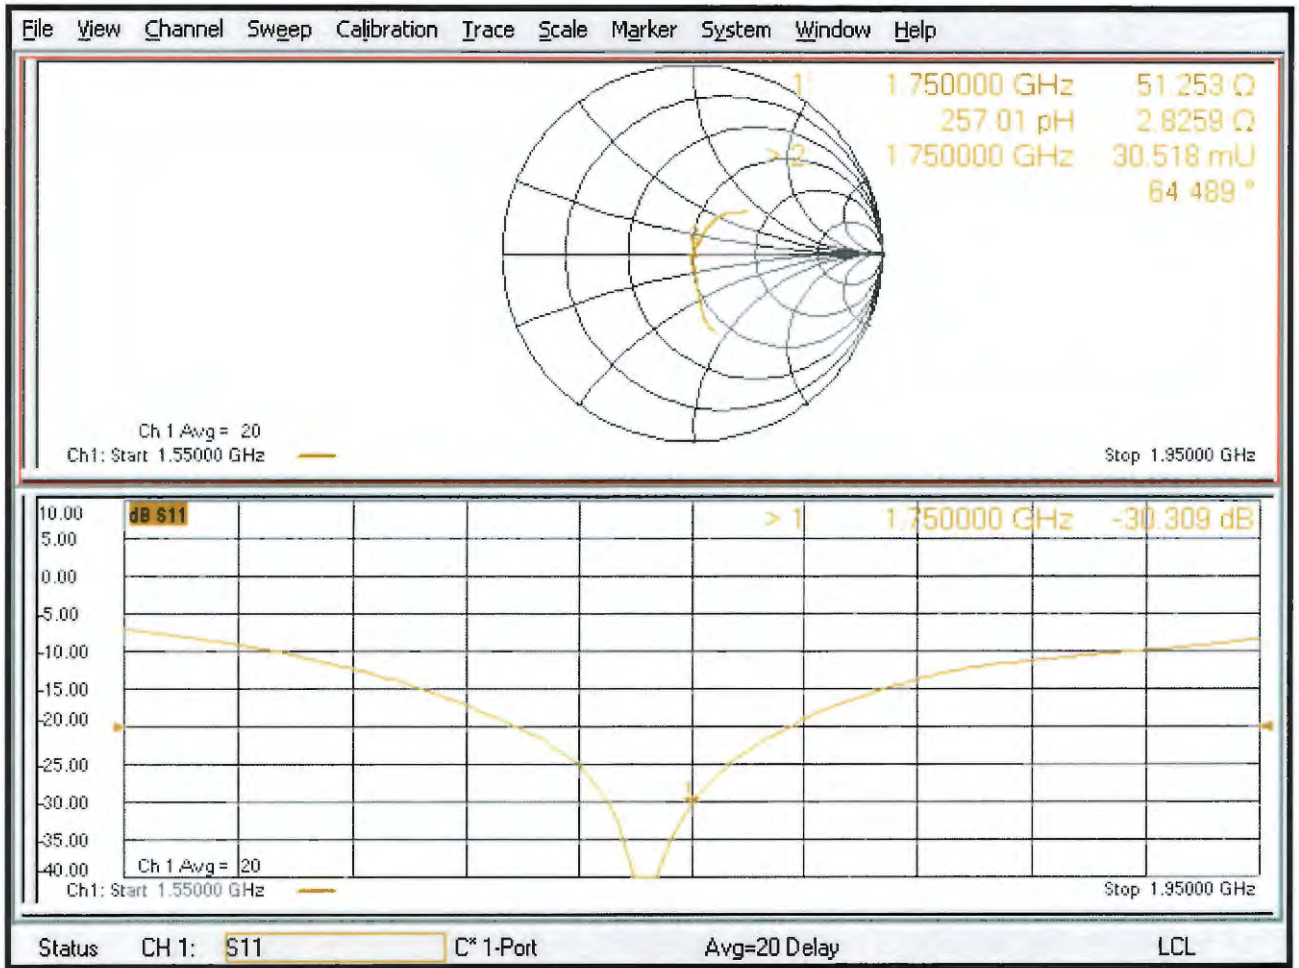 File View Channel Sweep Calibration Trace Scale Marker System Window Help
1: 1.750000 GHz 51.253 Ω
257.01 pH 2.8259 Ω
> 2 1.750000 GHz 30.518 mU
64.489 °
Ch 1 Avg = 20
Ch1: Start 1.55000 GHz
Stop 1.95000 GHz
10.00 dB S11 > 1 1.750000 GHz -30.309 dB
5.00
0.00
-5.00
-10.00
-15.00
-20.00
-25.00
-30.00
1
-35.00
-40.00
Ch 1 Avg = 20
Ch1: Start 1.55000 GHz
Stop 1.95000 GHz
Status CH 1: S11 C* 1-Port Avg=20 Delay LCL